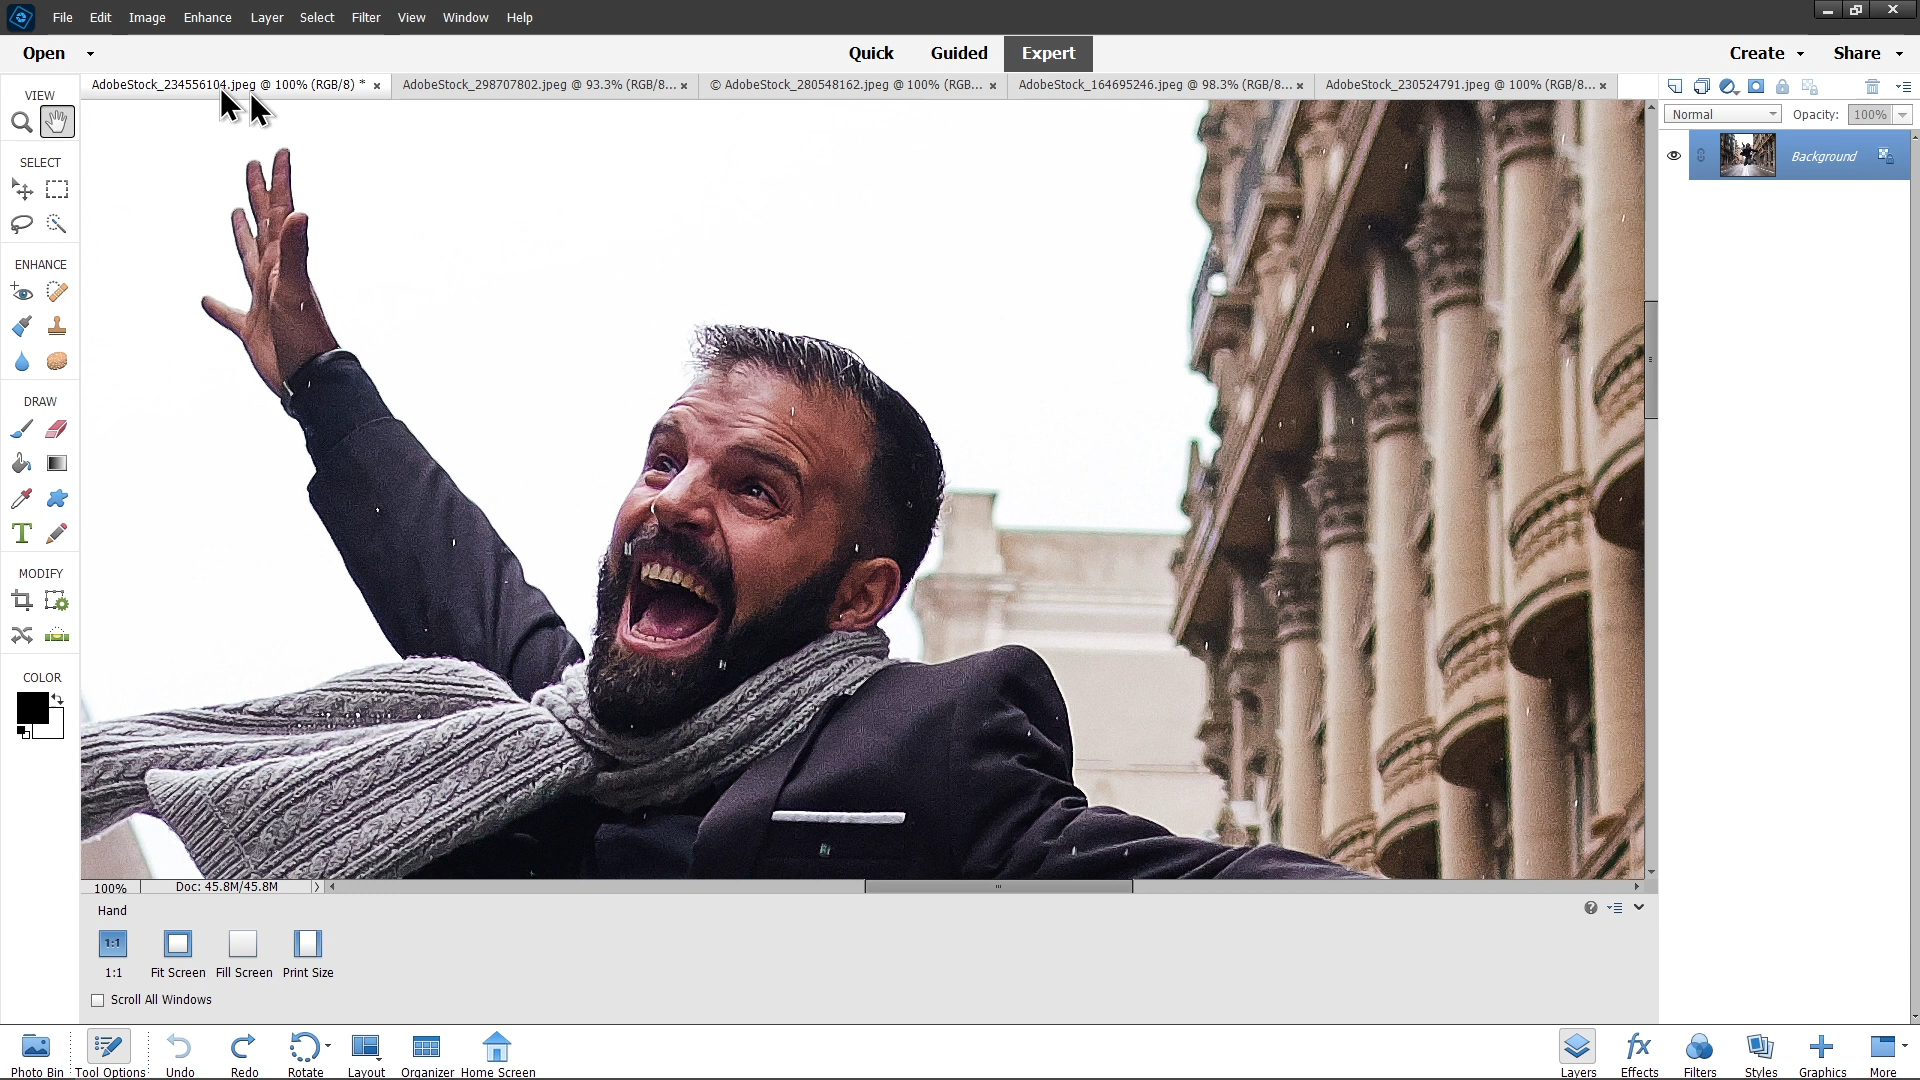 File Edit Image Enhance Layer Select Filter View Window Help
Open Quick Guided Expert Create Share
AdobeStock_234556104.jpeg @ 100% (RGB/8) * × AdobeStock_298707802.jpeg @ 93.3% (RGB/8... × © AdobeStock_280548162.jpeg @ 100% (RGB... × AdobeStock_164695246.jpeg @ 98.3% (RGB/8... × AdobeStock_230524791.jpeg @ 100% (RGB/8... ×
VIEW
Normal Opacity: 100%
Background
SELECT
ENHANCE
DRAW
T
MODIFY
COLOR
100% Doc: 45.8M/45.8M
Hand
1:1
1:1 Fit Screen Fill Screen Print Size
Scroll All Windows
fx
Photo Bin Tool Options Undo Redo Rotate Layout Organizer Home Screen Layers Effects Filters Styles Graphics More